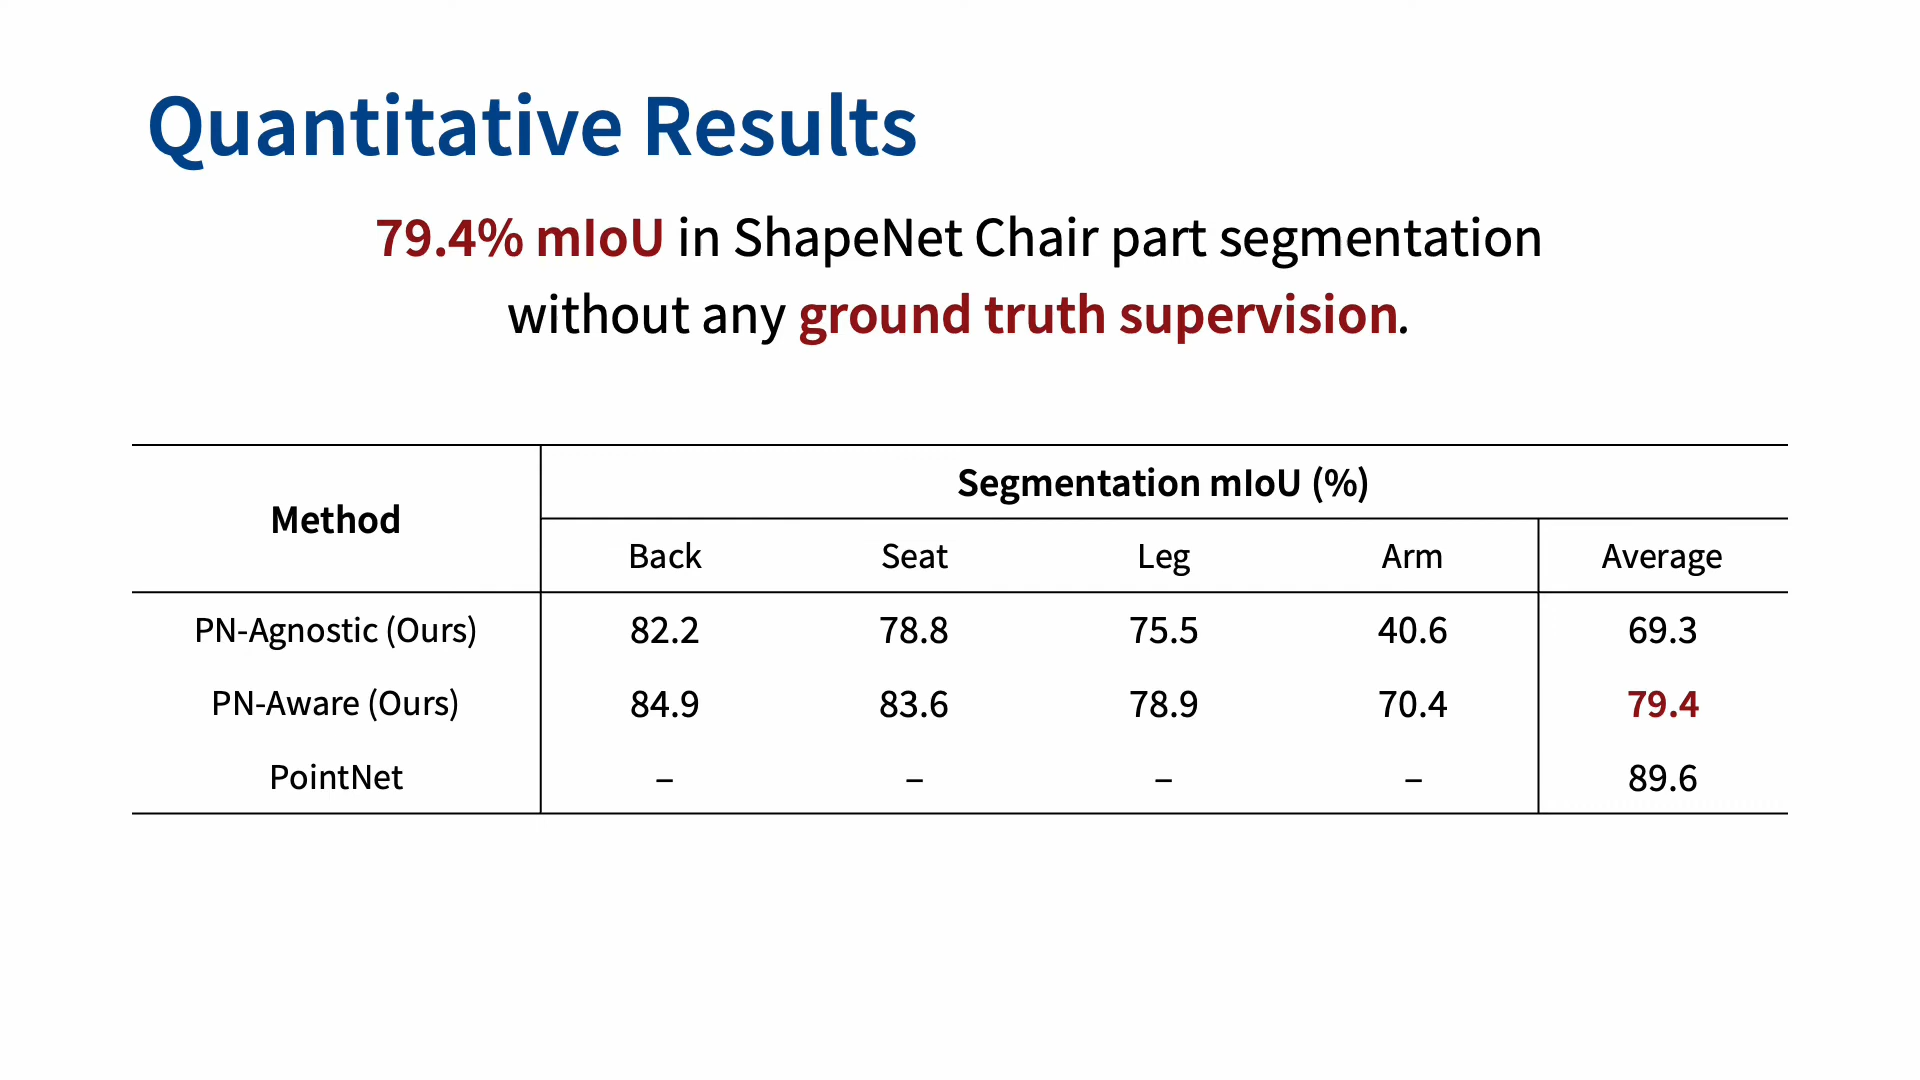 Quantitative Results
79.4% mIoU in ShapeNet Chair part segmentation
without any ground truth supervision.
Method
Segmentation mIoU (%)
Back Seat Leg Arm Average
PN-Agnostic (Ours) 82.2 78.8 75.5 40.6 69.3
PN-Aware (Ours) 84.9 83.6 78.9 70.4 79.4
PointNet – – – – 89.6